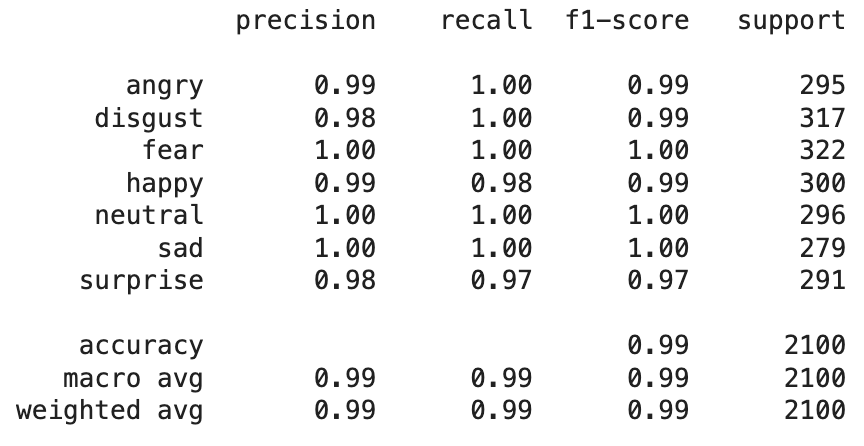 precision recall f1-score support
angry 0.99 1.00 0.99 295
disgust 0.98 1.00 0.99 317
fear 1.00 1.00 1.00 322
happy 0.99 0.98 0.99 300
neutral 1.00 1.00 1.00 296
sad 1.00 1.00 1.00 279
surprise 0.98 0.97 0.97 291
accuracy 0.99 2100
macro avg 0.99 0.99 0.99 2100
weighted avg 0.99 0.99 0.99 2100